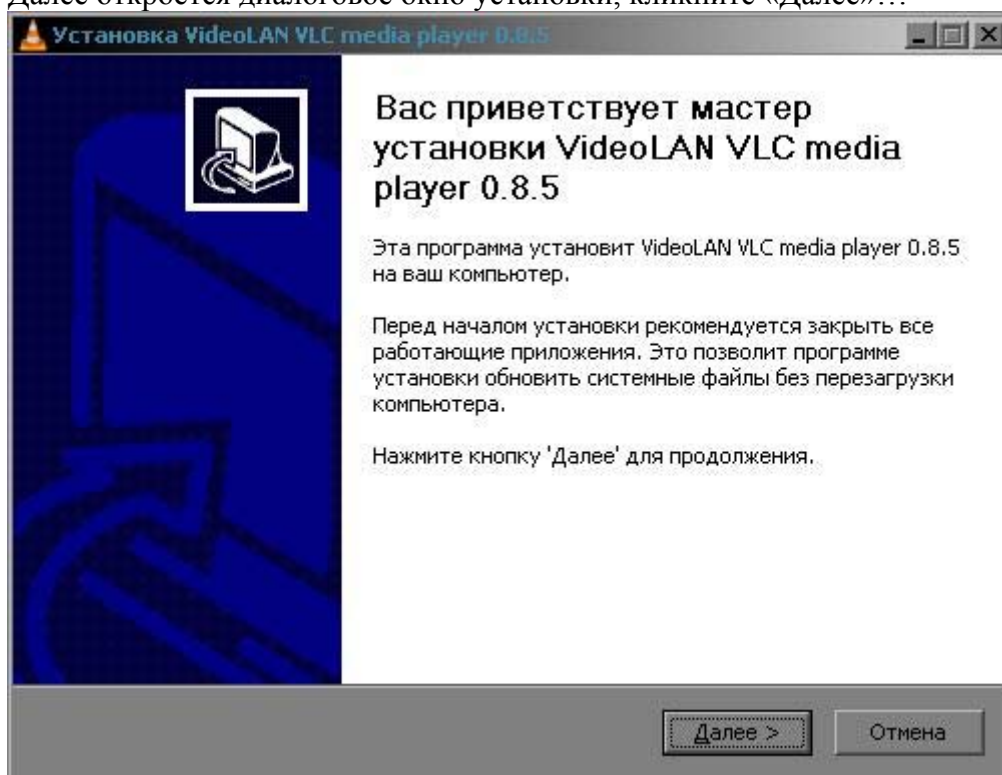 Далее откроется диалоговое окно установки, кликните «Далее»…
Установка VideoLAN VLC media player 0.8.5
Вас приветствует мастер
установки VideoLAN VLC media
player 0.8.5
Эта программа установит VideoLAN VLC media player 0.8.5
на ваш компьютер.
Перед началом установки рекомендуется закрыть все
работающие приложения. Это позволит программе
установки обновить системные файлы без перезагрузки
компьютера.
Нажмите кнопку 'Далее' для продолжения.
Далее >
Отмена